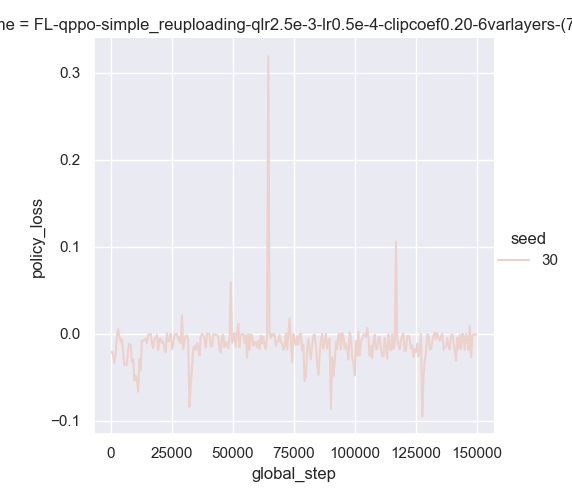 me = FL-qppo-simple_reuploading-qlr2.5e-3-lr0.5e-4-clipcoef0.20-6varlayers-(7
0.3
0.2
0.1
0.0
−0.1
policy_loss
0 25000 50000 75000 100000 125000 150000
global_step
seed
30